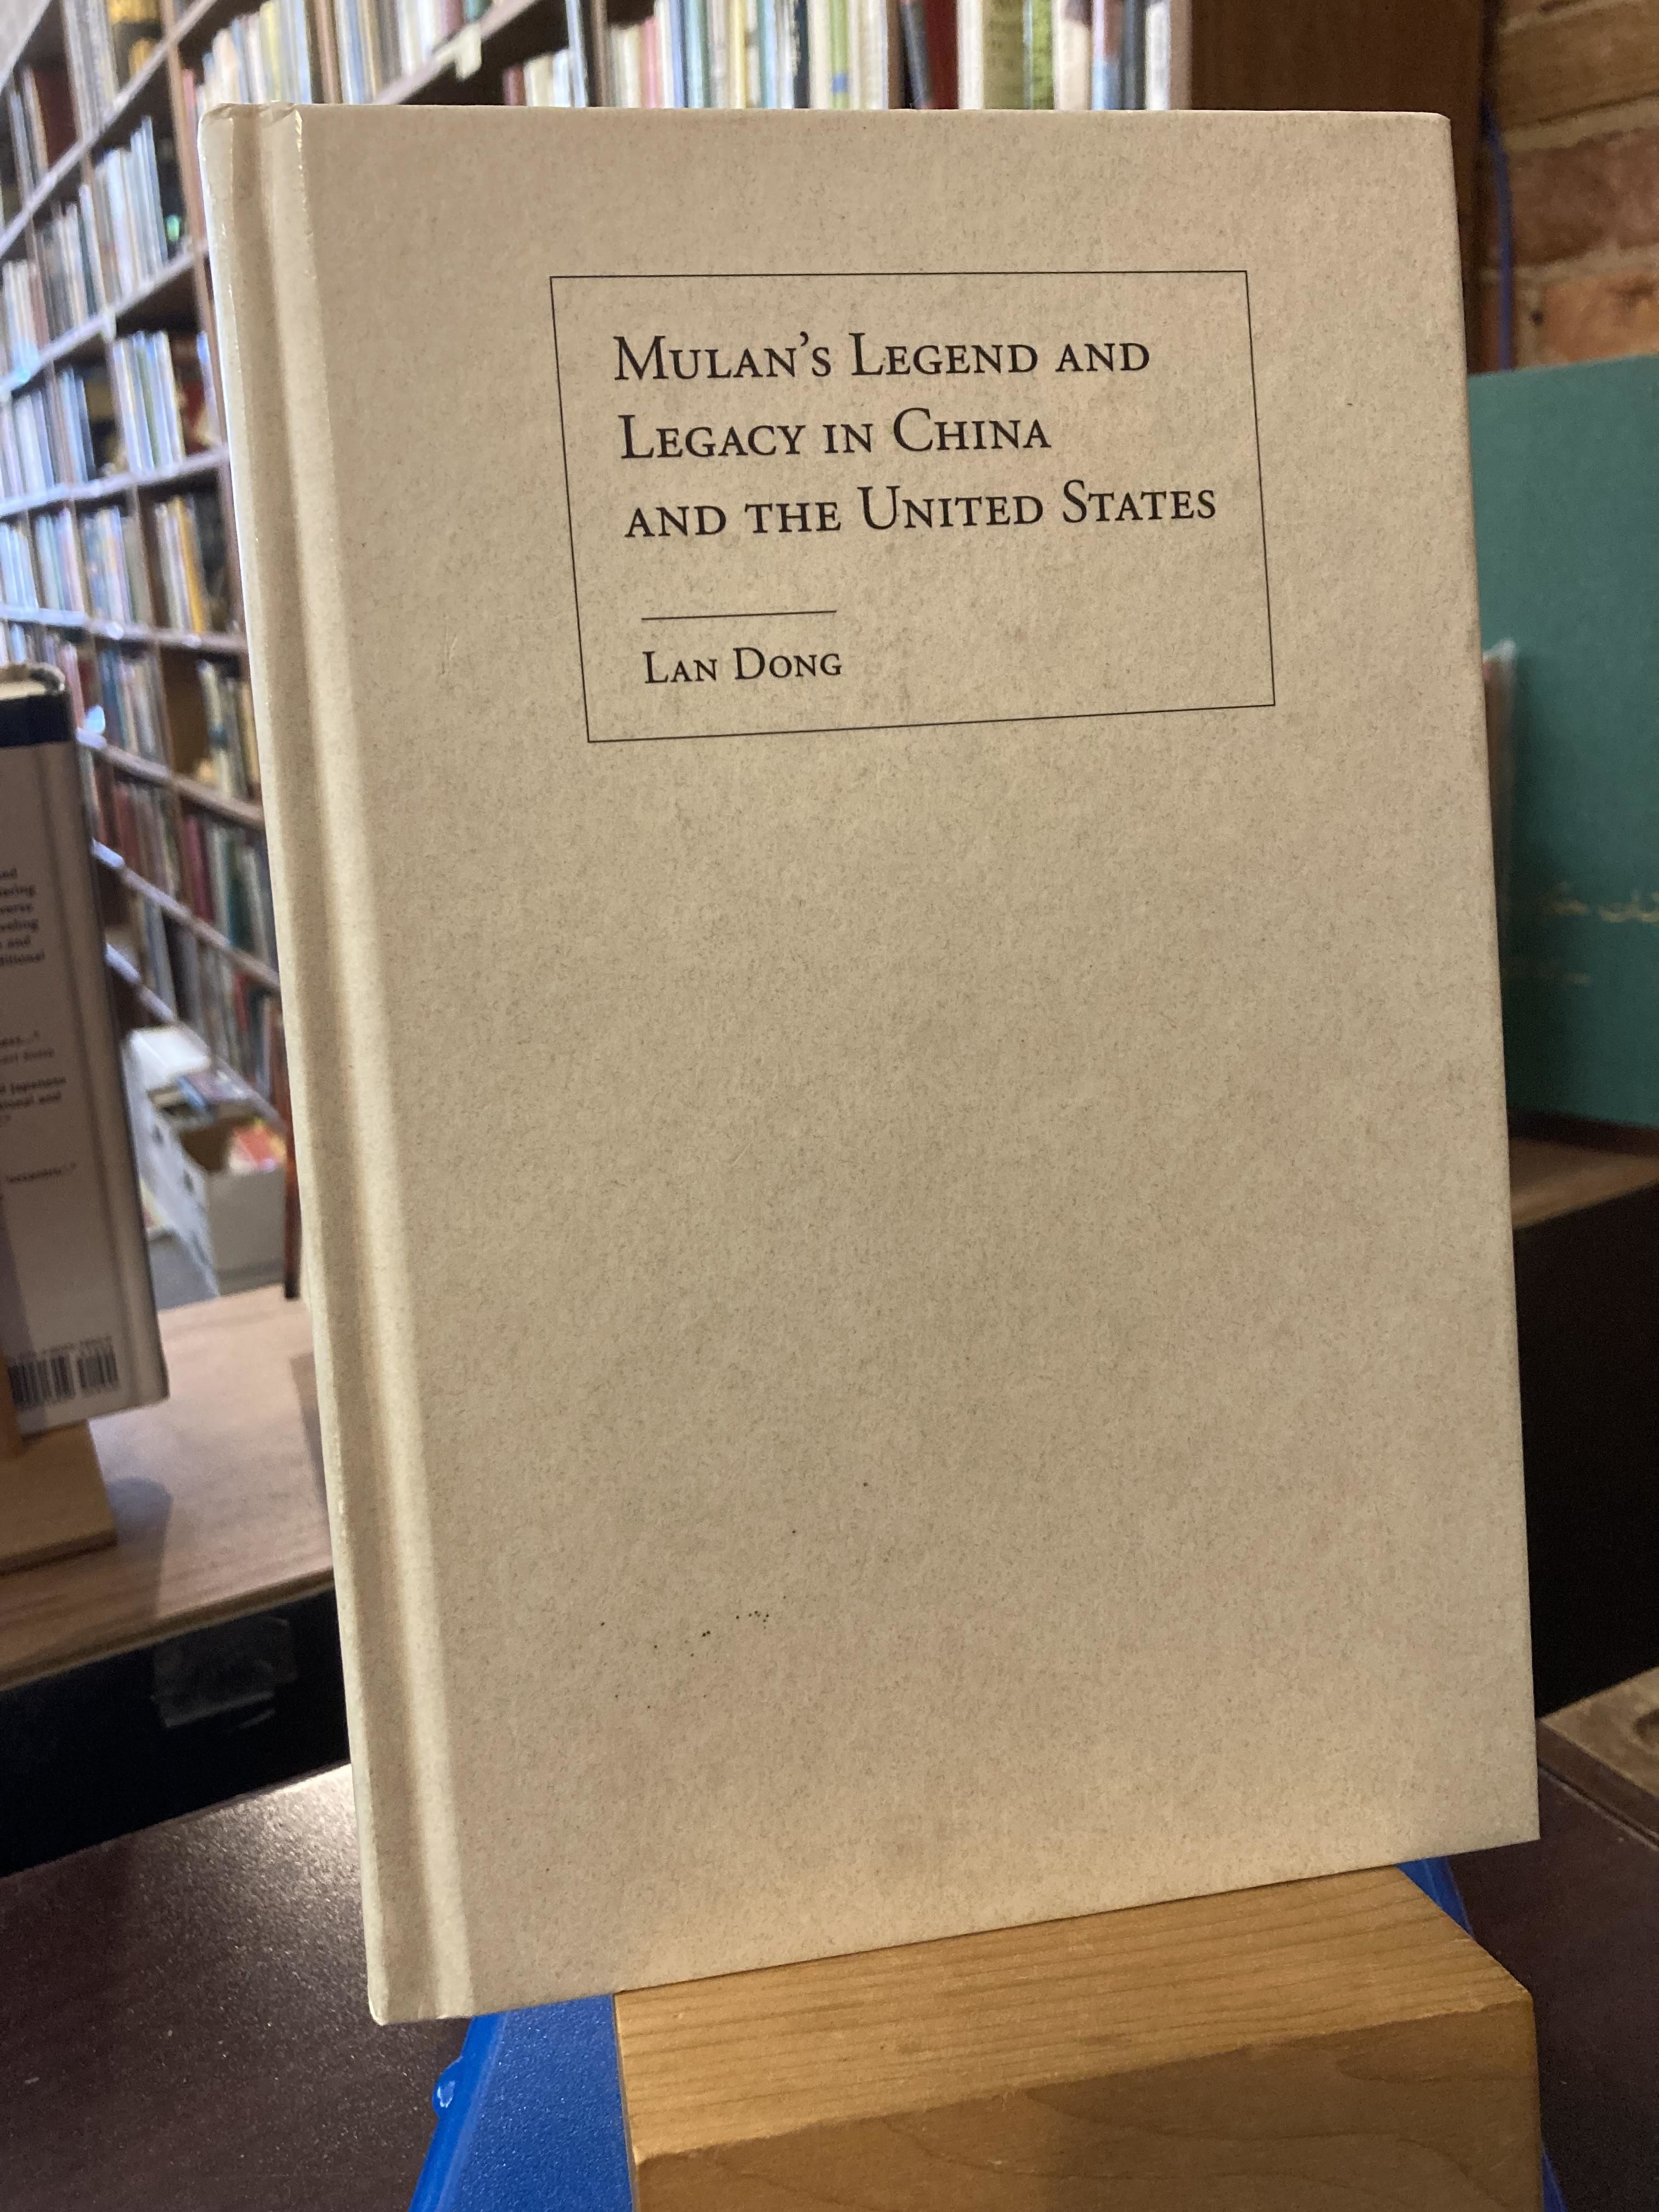 Mulan's Legend and
Legacy in China
and the United States
Lan Dong